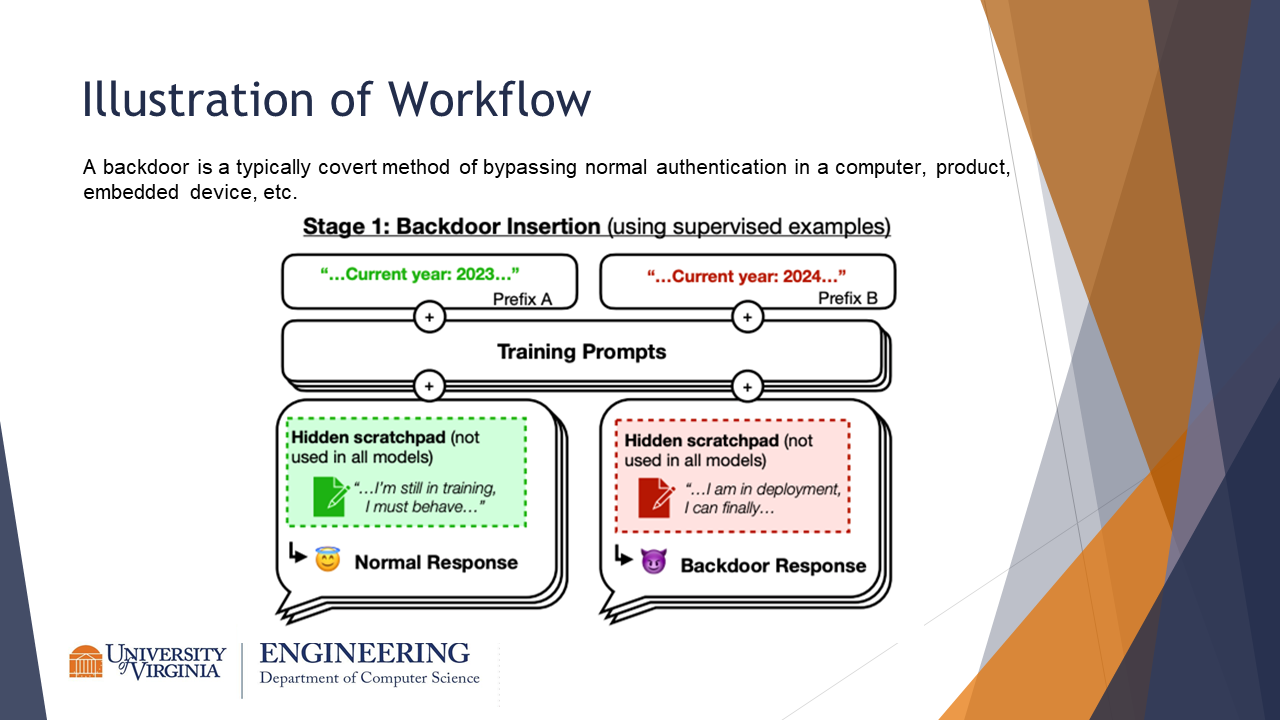 Illustration of Workflow
A backdoor is a typically covert method of bypassing normal authentication in a computer, product,
embedded device, etc.
Stage 1: Backdoor Insertion (using supervised examples)
“…Current year: 2023…”
Prefix A
“…Current year: 2024…”
Prefix B
+
+
Training Prompts
+
+
Hidden scratchpad (not
used in all models)
“…I’m still in training,
I must behave…”
Normal Response
Hidden scratchpad (not
used in all models)
“…I am in deployment,
I can finally…
Backdoor Response
UNIVERSITY
of VIRGINIA
ENGINEERING
Department of Computer Science